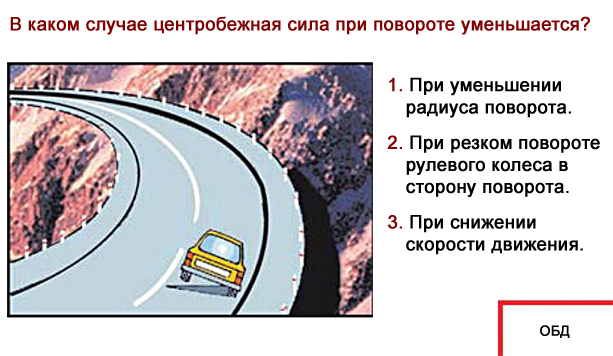 В каком случае центробежная сила при повороте уменьшается?
1. При уменьшении
радиуса поворота.
2. При резком повороте
рулевого колеса в
сторону поворота.
3. При снижении
скорости движения.
ОБД